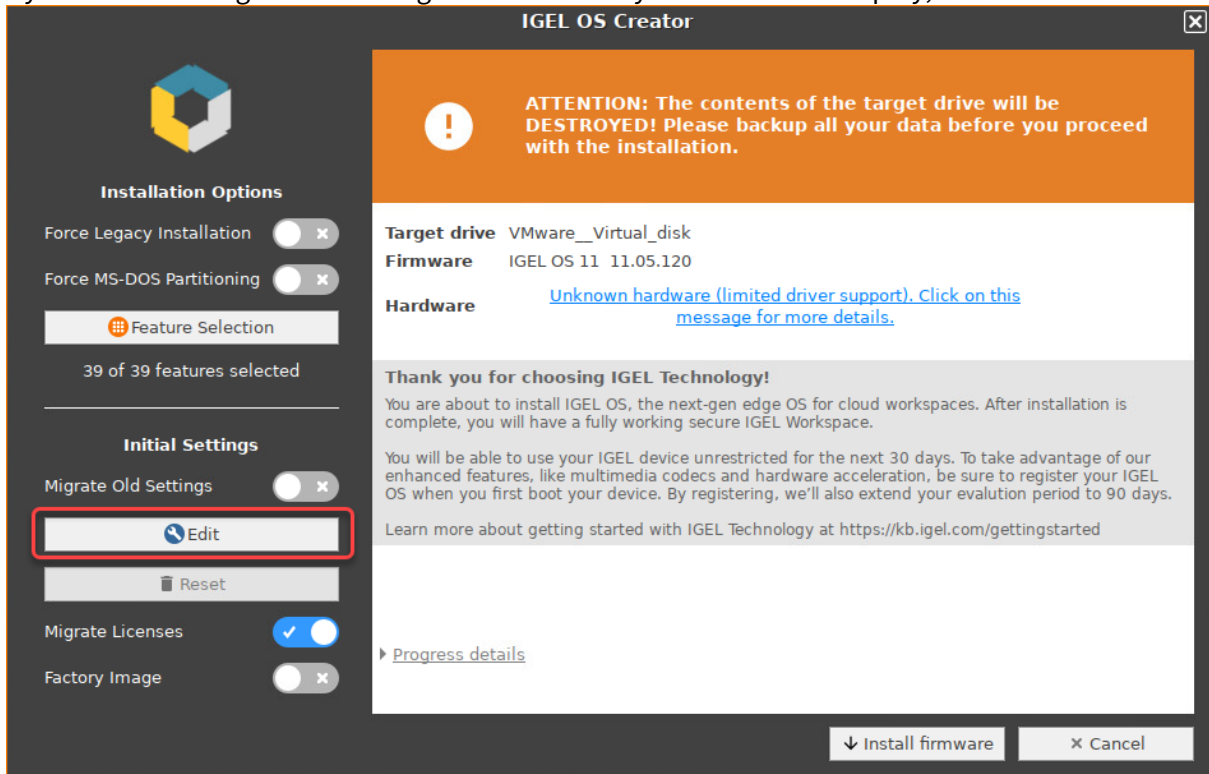 IGEL OS Creator
ATTENTION: The contents of the target drive will be
DESTROYED! Please backup all your data before you proceed
with the installation.
Installation Options
Force Legacy Installation
Force MS-DOS Partitioning
Feature Selection
39 of 39 features selected
Initial Settings
Migrate Old Settings
Edit
Reset
Migrate Licenses
Factory Image
Target drive VMware__Virtual_disk
Firmware IGEL OS 11 11.05.120
Hardware Unknown hardware (limited driver support). Click on this
message for more details.
Thank you for choosing IGEL Technology!
You are about to install IGEL OS, the next-gen edge OS for cloud workspaces. After installation is
complete, you will have a fully working secure IGEL Workspace.
You will be able to use your IGEL device unrestricted for the next 30 days. To take advantage of our
enhanced features, like multimedia codecs and hardware acceleration, be sure to register your IGEL
OS when you first boot your device. By registering, we'll also extend your evalution period to 90 days.
Learn more about getting started with IGEL Technology at https://kb.igel.com/gettingstarted
Progress details
Install firmware
Cancel